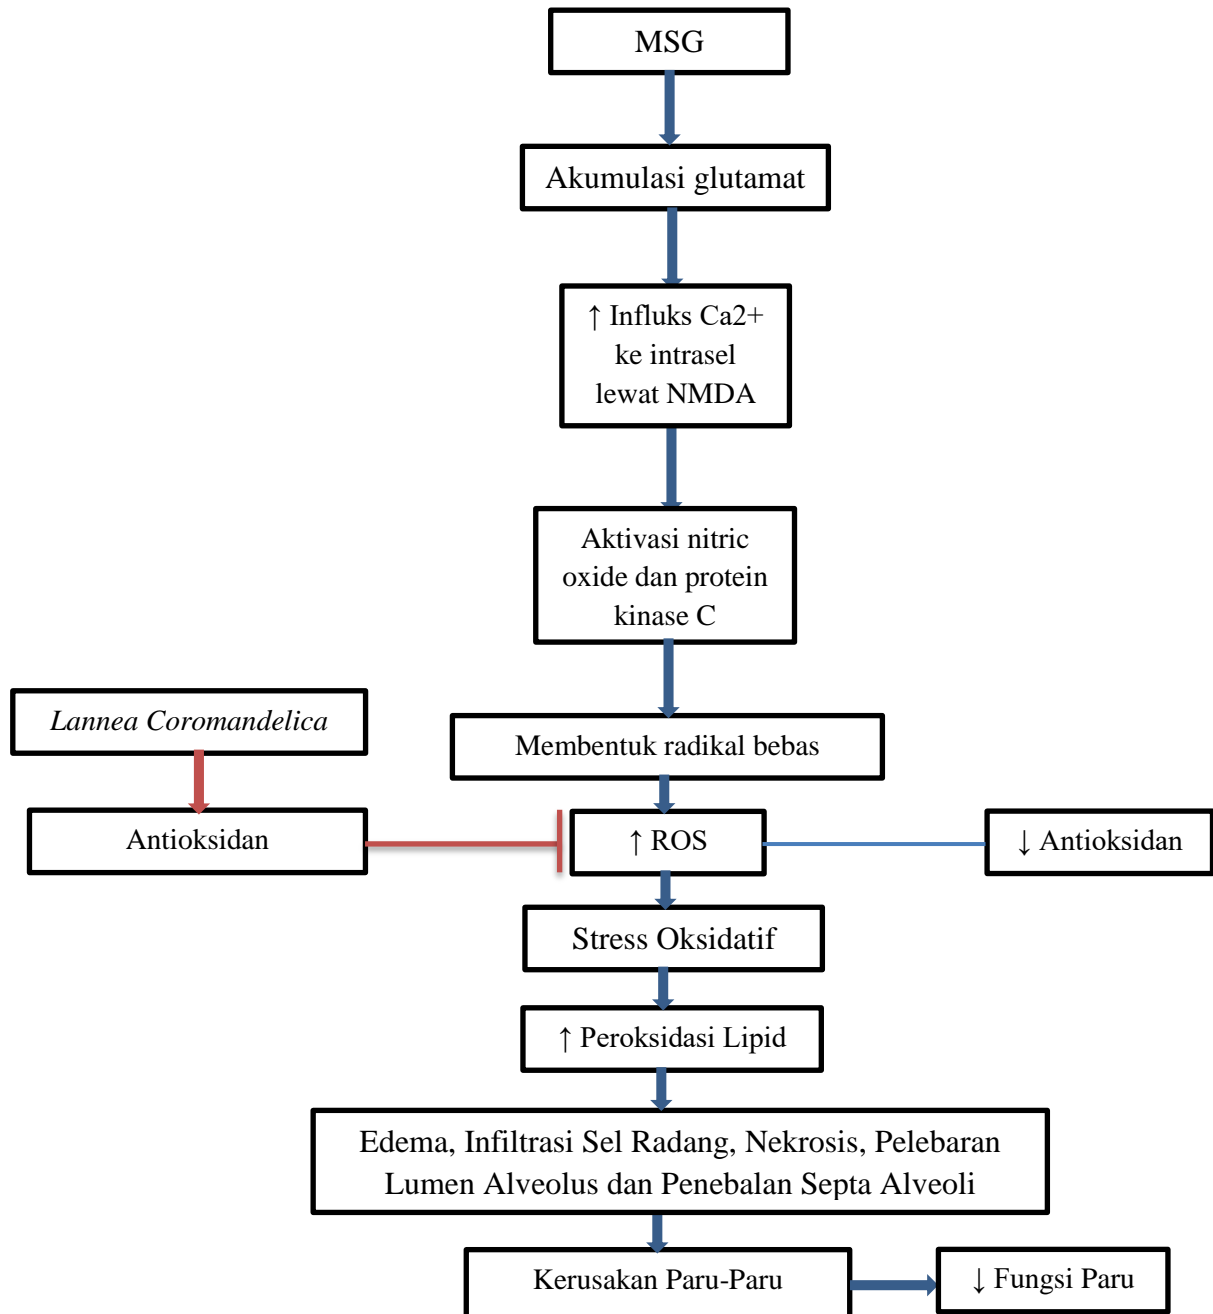 MSG
Akumulasi glutamat
↑ Influks Ca2+
ke intrasel
lewat NMDA
Aktivasi nitric
oxide dan protein
kinase C
Lannea Coromandelica
Membentuk radikal bebas
Antioksidan
↑ ROS
↓ Antioksidan
Stress Oksidatif
↑ Peroksidasi Lipid
Edema, Infiltrasi Sel Radang, Nekrosis, Pelebaran
Lumen Alveolus dan Penebalan Septa Alveoli
Kerusakan Paru-Paru
↓ Fungsi Paru